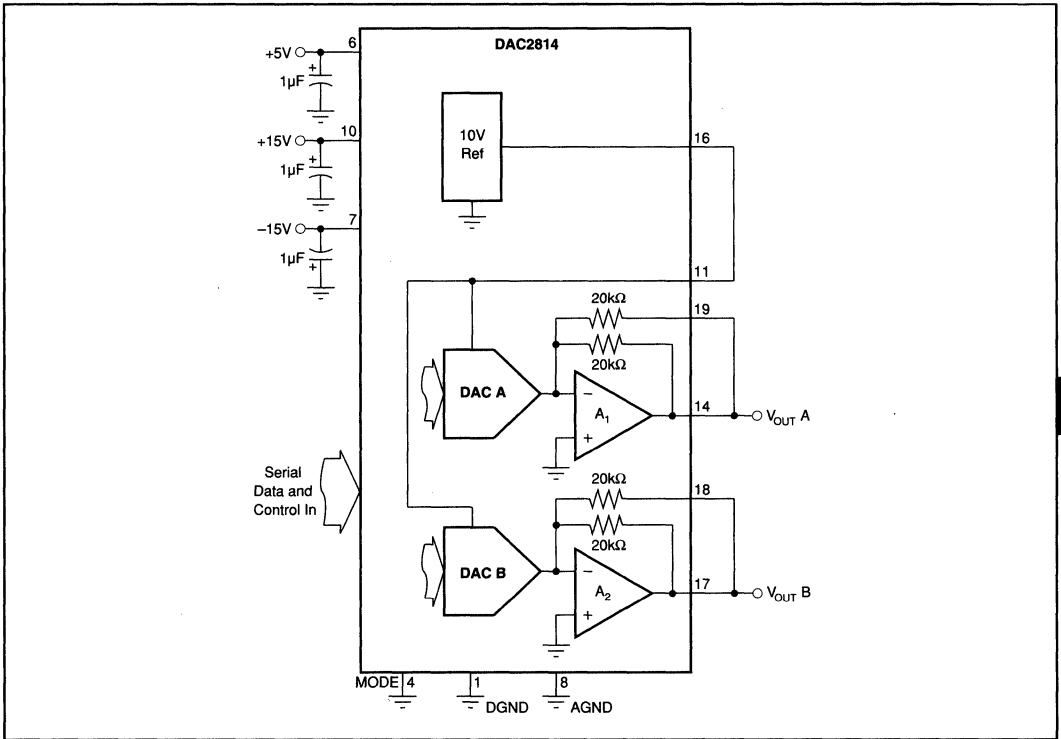 DAC2814
+5V
6
+
1µF
10V
Ref
+15V
10
16
+
1µF
−15V
7
1µF
+
11
20kΩ
19
20kΩ
DAC A
−
A1
+
14
VOUT A
Serial
Data and
Control In
20kΩ
18
20kΩ
DAC B
−
A2
+
17
VOUT B
MODE 4
1
8
DGND
AGND